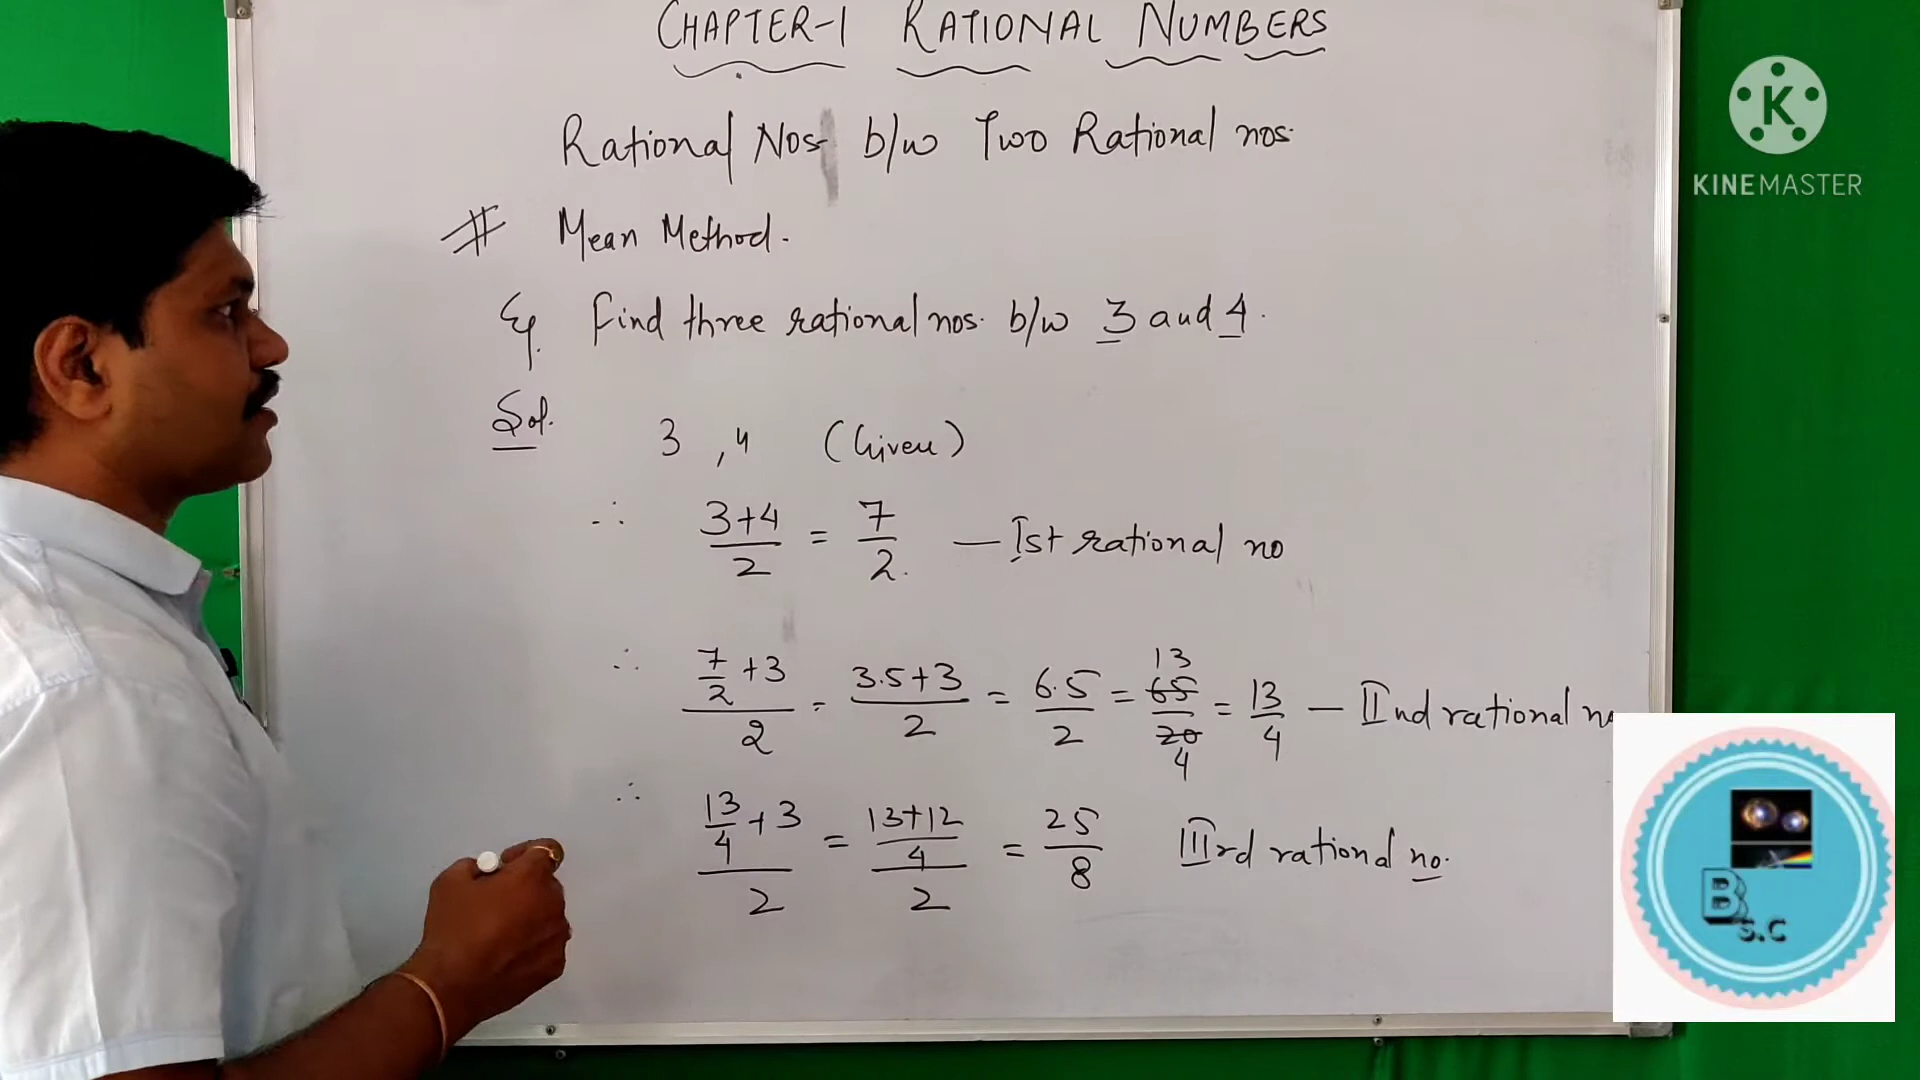 CHAPTER-1 RATIONAL NUMBERS
Rational Nos b/w Two Rational nos.
# Mean Method.
Eg. Find three rational nos. b/w 3 and 4.
Sol. 3 , 4 (Given)
∴ (3+4)/2 = 7/2 — Ist rational no
∴ (7/2 + 3)/2 = (3.5+3)/2 = 6.5/2 = 13 65/20 4 = 13/4 — IInd rational no
∴ (13/4 + 3)/2 = ((13+12)/4)/2 = 25/8 IIIrd rational no.
K
KINEMASTER
B
S.C